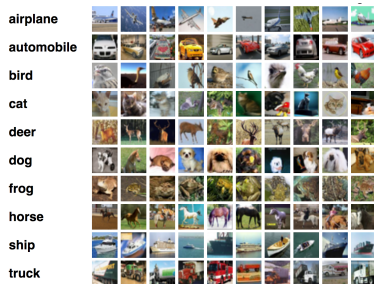 airplane
automobile
bird
cat
deer
dog
frog
horse
ship
truck